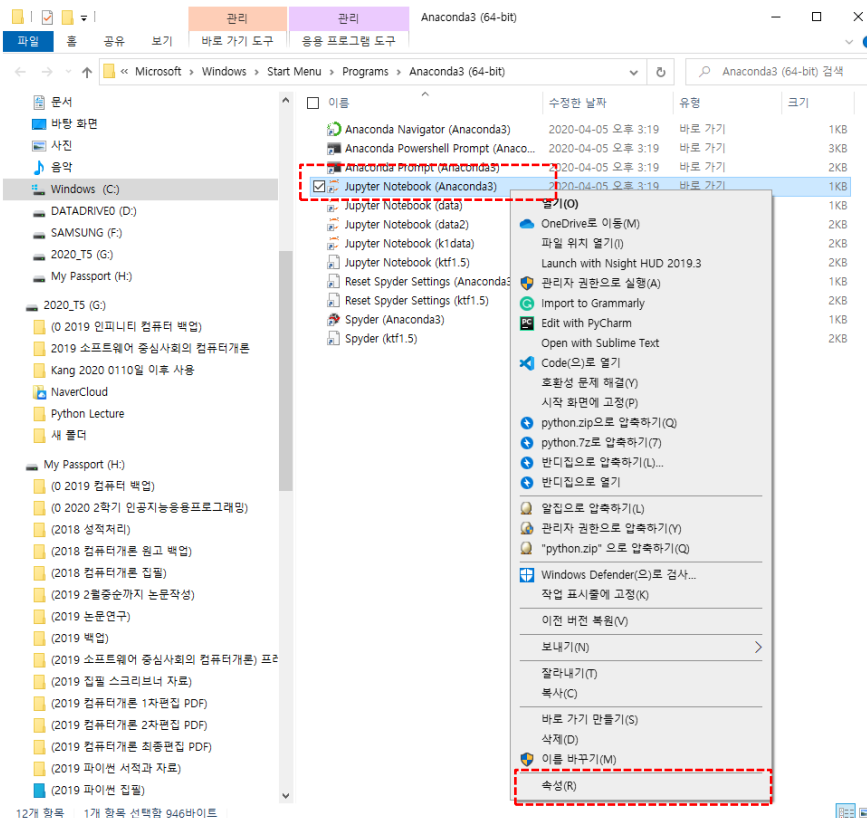 관리
관리
Anaconda3 (64-bit)
파일
홈
공유
보기
바로 가기 도구
응용 프로그램 도구
« Microsoft > Windows > Start Menu > Programs > Anaconda3 (64-bit)
Anaconda3 (64-bit) 검색
문서
바탕 화면
사진
음악
Windows (C:)
DATADRIVE0 (D:)
SAMSUNG (F:)
2020_T5 (G:)
My Passport (H:)
2020_T5 (G:)
(0 2019 인피니티 컴퓨터 백업)
2019 소프트웨어 중심사회의 컴퓨터개론
Kang 2020 0110일 이후 사용
NaverCloud
Python Lecture
새 폴더
My Passport (H:)
(0 2019 컴퓨터 백업)
(0 2020 2학기 인공지능응용프로그래밍)
(2018 성적처리)
(2018 컴퓨터개론 원고 백업)
(2018 컴퓨터개론 집필)
(2019 2월중순까지 논문작성)
(2019 논문연구)
(2019 백업)
(2019 소프트웨어 중심사회의 컴퓨터개론) 프
(2019 집필 스크리브너 자료)
(2019 컴퓨터개론 1차편집 PDF)
(2019 컴퓨터개론 2차편집 PDF)
(2019 컴퓨터개론 최종편집 PDF)
(2019 파이썬 서적과 자료)
(2019 파이썬 집필)
이름 수정한 날짜 유형 크기
Anaconda Navigator (Anaconda3) 2020-04-05 오후 3:19 바로 가기 1KB
Anaconda Powershell Prompt (Anaco... 2020-04-05 오후 3:19 바로 가기 3KB
Anaconda Prompt (Anaconda3) 2020-04-05 오후 3:19 바로 가기 2KB
Jupyter Notebook (Anaconda3) 2020-04-05 오후 3:19 바로 가기 1KB
Jupyter Notebook (data) 2KB
Jupyter Notebook (data2) 2KB
Jupyter Notebook (k1data) 2KB
Jupyter Notebook (ktf1.5) 2KB
Reset Spyder Settings (Anaconda3 1KB
Reset Spyder Settings (ktf1.5) 2KB
Spyder (Anaconda3) 1KB
Spyder (ktf1.5) 2KB
열기(O)
OneDrive로 이동(M)
파일 위치 열기(I)
Launch with Nsight HUD 2019.3
관리자 권한으로 실행(A)
Import to Grammarly
Edit with PyCharm
Open with Sublime Text
Code(으)로 열기
호환성 문제 해결(Y)
시작 화면에 고정(P)
python.zip으로 압축하기(Q)
python.7z로 압축하기(7)
반디집으로 압축하기(L)...
반디집으로 열기
알집으로 압축하기(L)
관리자 권한으로 압축하기(Y)
"python.zip" 으로 압축하기(Q)
Windows Defender(으)로 검사...
작업 표시줄에 고정(K)
이전 버전 복원(V)
보내기(N)
잘라내기(T)
복사(C)
바로 가기 만들기(S)
삭제(D)
이름 바꾸기(M)
속성(R)
12개 항목
1개 항목 선택함 946바이트